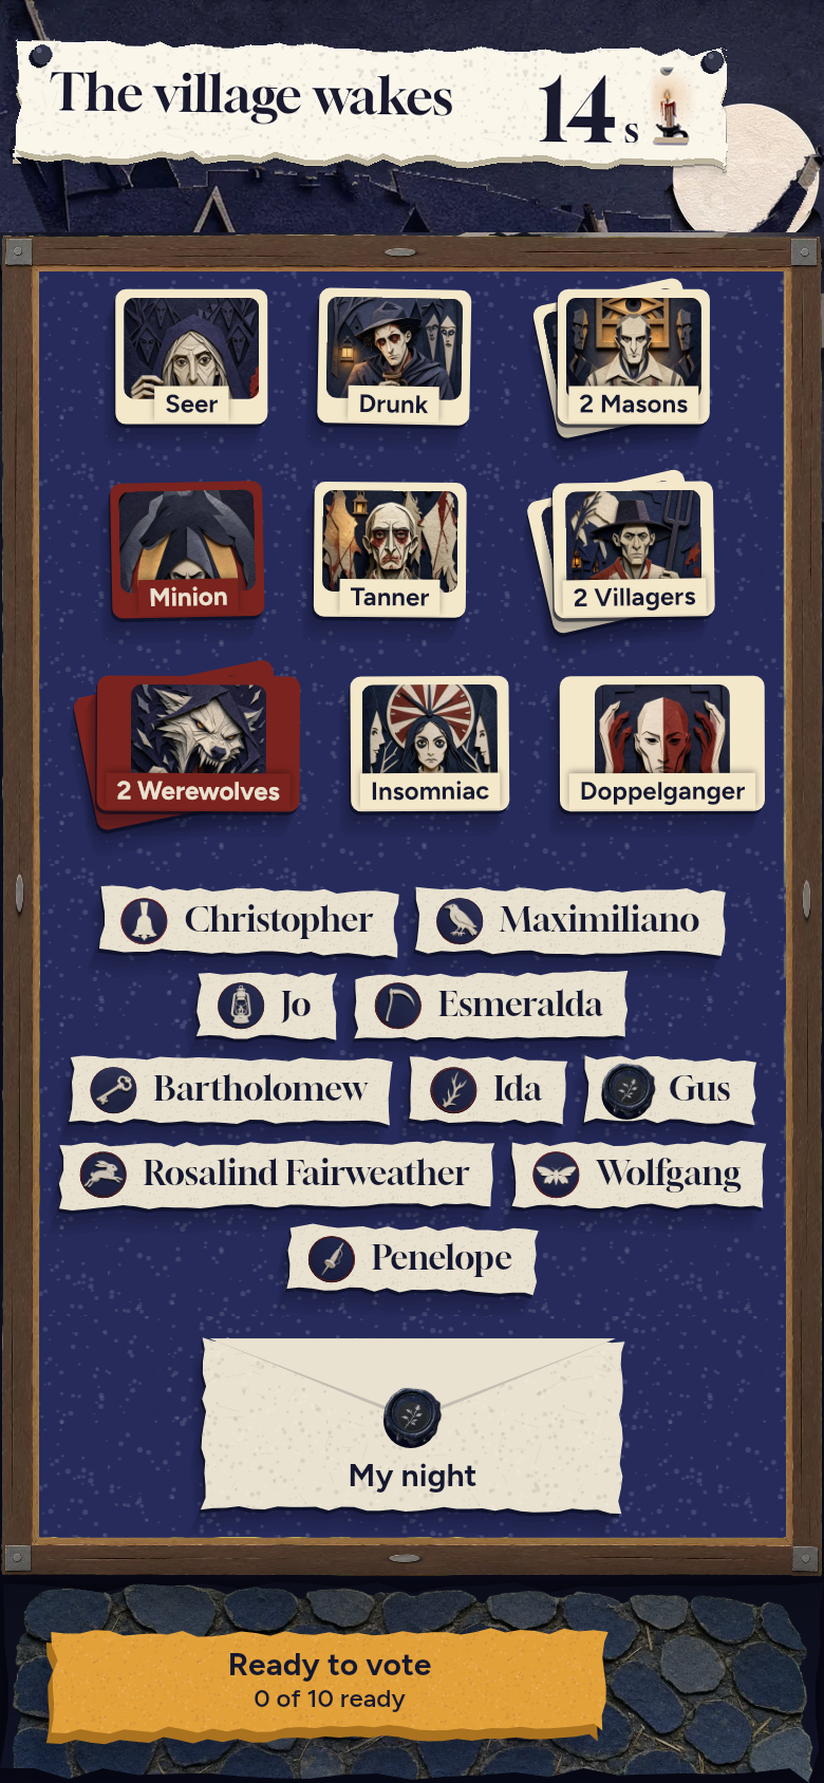 The village wakes
14 s
Seer
Drunk
2 Masons
Minion
Tanner
2 Villagers
2 Werewolves
Insomniac
Doppelganger
Christopher
Maximiliano
Jo
Esmeralda
Bartholomew
Ida
Gus
Rosalind Fairweather
Wolfgang
Penelope
My night
Ready to vote
0 of 10 ready